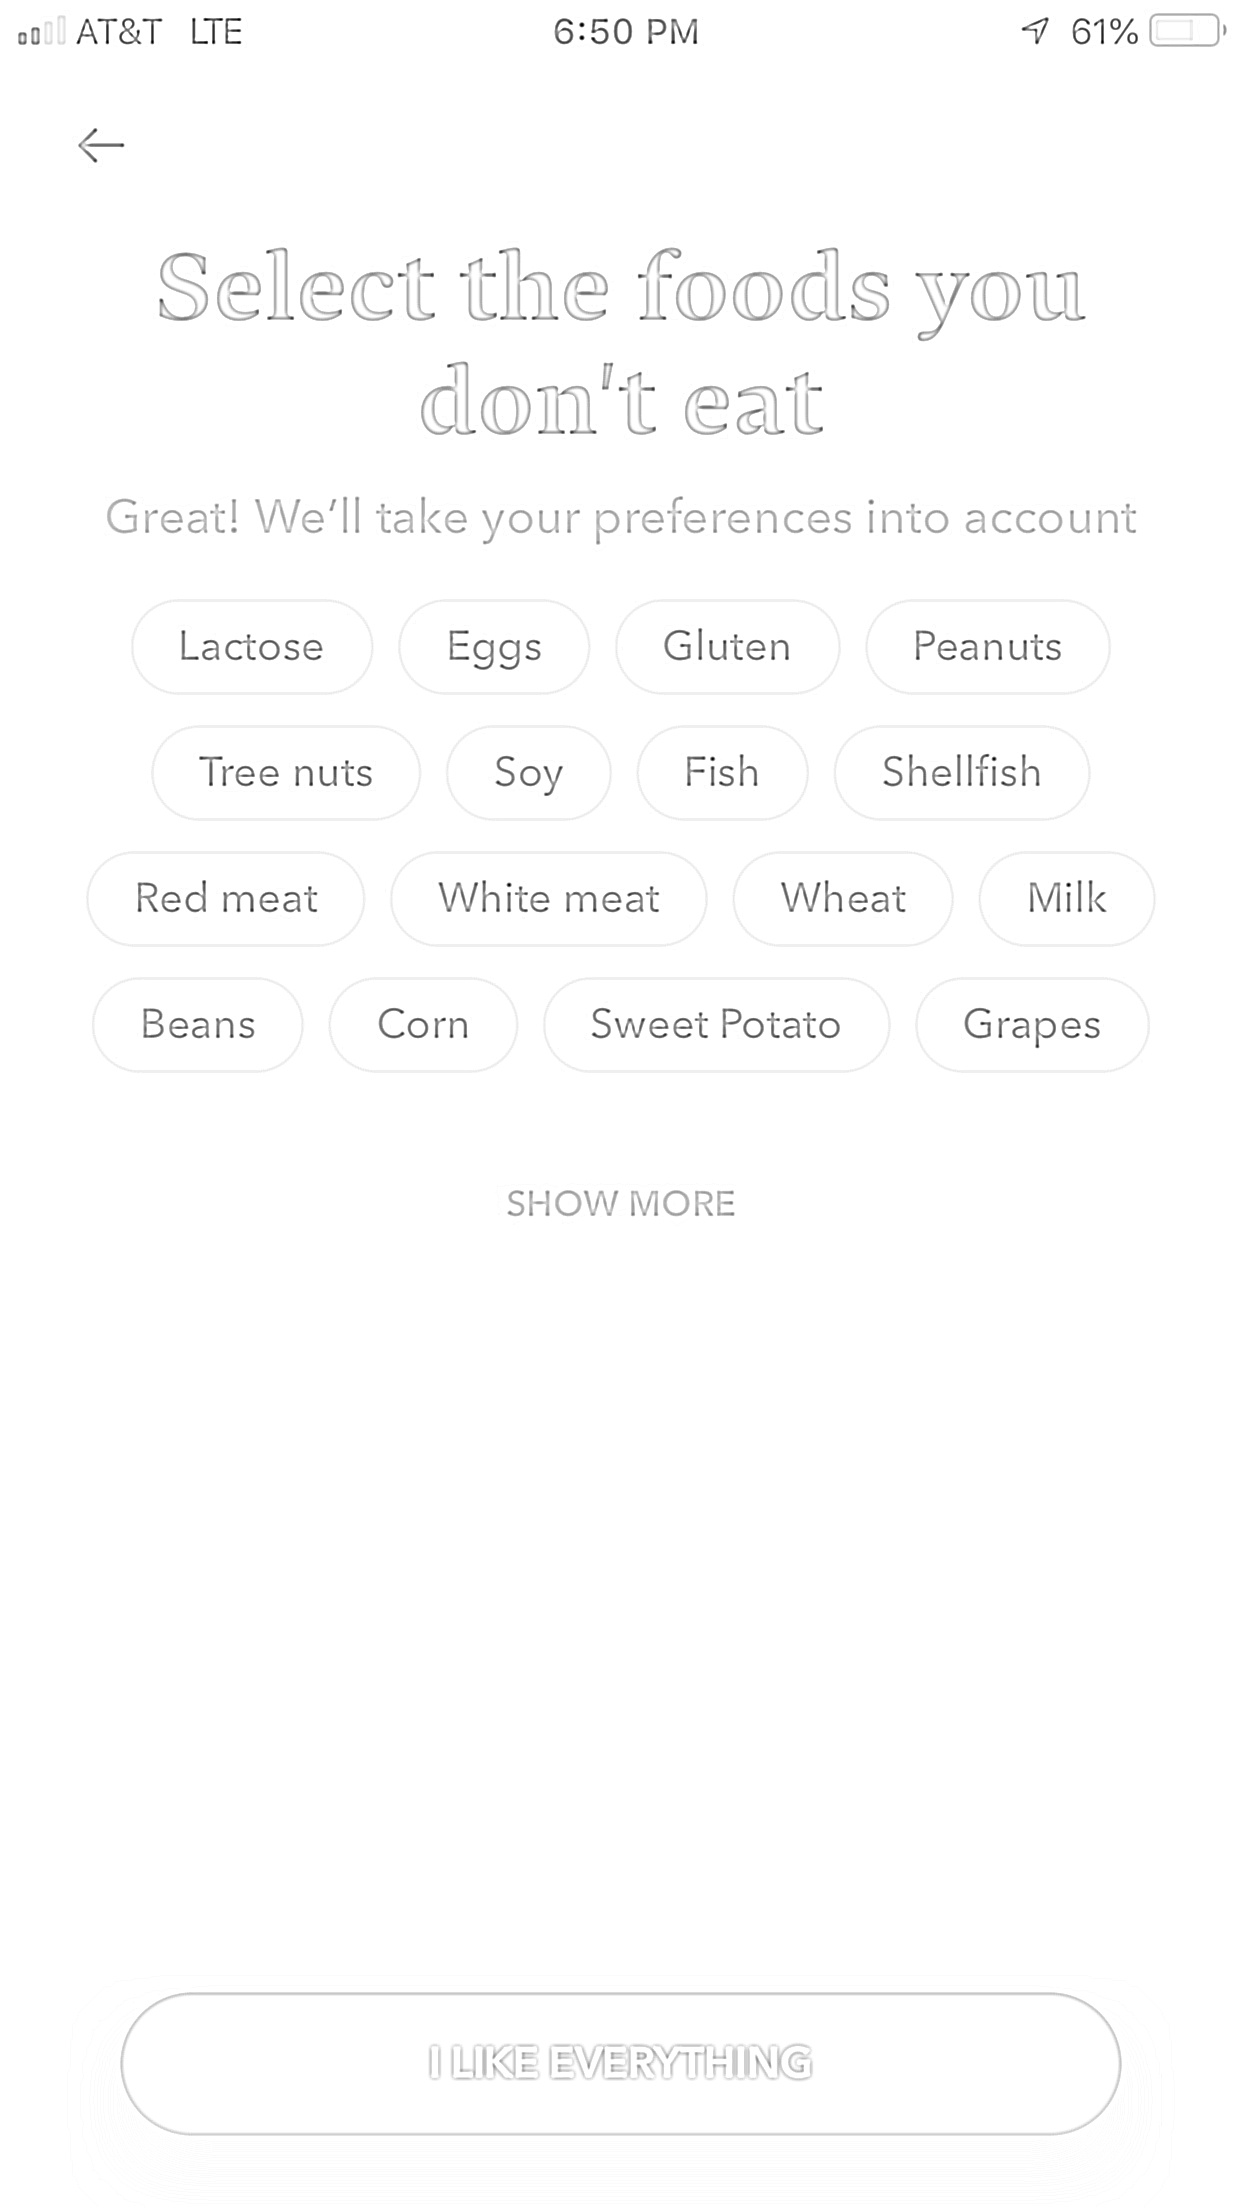 AT&T LTE 6:50 PM 61%
Select the foods you
don't eat
Great! We’ll take your preferences into account
Lactose Eggs Gluten Peanuts
Tree nuts Soy Fish Shellfish
Red meat White meat Wheat Milk
Beans Corn Sweet Potato Grapes
SHOW MORE
I LIKE EVERYTHING